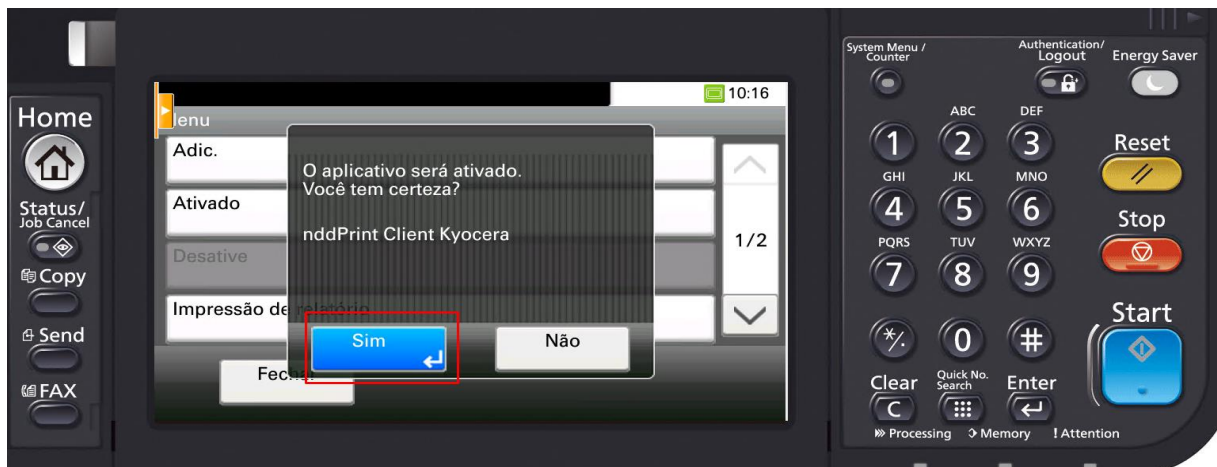 System Menu /
Counter
Authentication/
Logout
Energy Saver
10:16
Home
enu
Adic.
O aplicativo será ativado.
Você tem certeza?
Ativado
nddPrint Client Kyocera
1/2
Desative
Impressão de relatório
Sim
Não
Status/
Job Cancel
Copy
Send
FAX
ABC
DEF
1
2
3
Reset
GHI
JKL
MNO
4
5
6
Stop
PQRS
TUV
WXYZ
7
8
9
Start
*/.
0
#
Clear
Quick No.
Search
Enter
C
Processing
Memory
! Attention